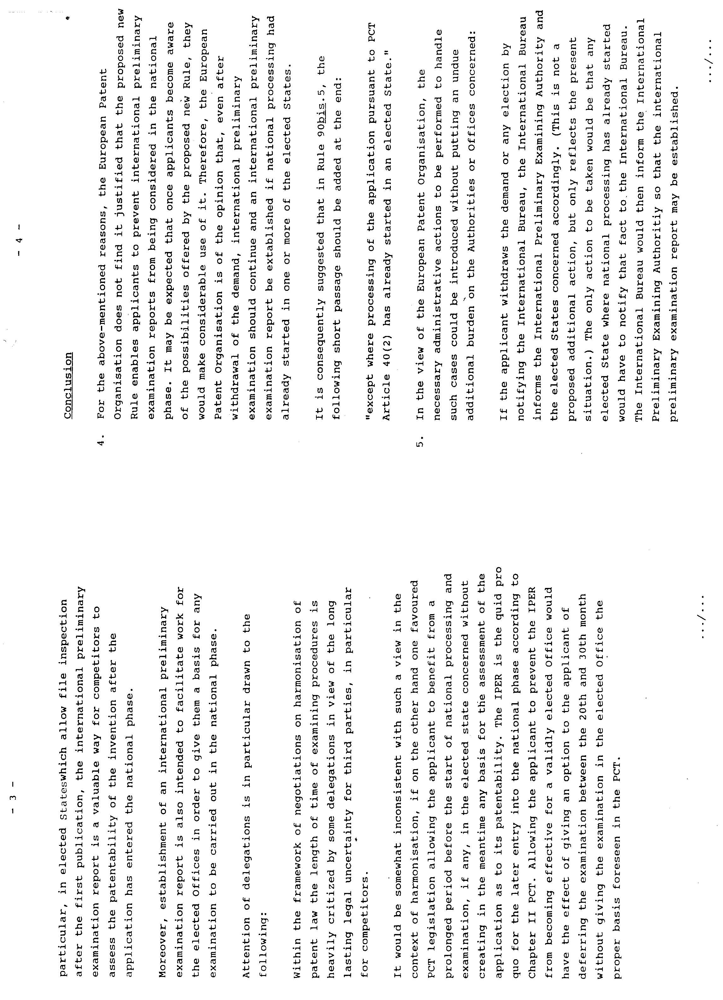 - 3 -
particular, in elected Stateswhich allow file inspection
after the first publication, the international preliminary
examination report is a valuable way for competitors to
assess the patentability of the invention after the
application has entered the national phase.
Moreover, establishment of an international preliminary
examination report is also intended to facilitate work for
the elected Offices in order to give them a basis for any
examination to be carried out in the national phase.
Attention of delegations is in particular drawn to the
following:
Within the framework of negotiations on harmonisation of
patent law the length of time of examining procedures is
heavily critized by some delegations in view of the long
lasting legal uncertainty for third parties, in particular
for competitors.
It would be somewhat inconsistent with such a view in the
context of harmonisation, if on the other hand one favoured
PCT legislation allowing the applicant to benefit from a
prolonged period before the start of national processing and
examination, if any, in the elected state concerned without
creating in the meantime any basis for the assessment of the
application as to its patentability. The IPER is the quid pro
quo for the later entry into the national phase according to
Chapter II PCT. Allowing the applicant to prevent the IPER
from becoming effective for a validly elected Office would
have the effect of giving an option to the applicant of
deferring the examination between the 20th and 30th month
without giving the examination in the elected Office the
proper basis foreseen in the PCT.
.../...
- 4 -
Conclusion
4. For the above-mentioned reasons, the European Patent
Organisation does not find it justified that the proposed new
Rule enables applicants to prevent international preliminary
examination reports from being considered in the national
phase. It may be expected that once applicants become aware
of the possibilities offered by the proposed new Rule, they
would make considerable use of it. Therefore, the European
Patent Organisation is of the opinion that, even after
withdrawal of the demand, international preliminary
examination should continue and an international preliminary
examination report be established if national processing had
already started in one or more of the elected States.
It is consequently suggested that in Rule 90bis.5, the
following short passage should be added at the end:
"except where processing of the application pursuant to PCT
Article 40(2) has already started in an elected State."
5. In the view of the European Patent Organisation, the
necessary administrative actions to be performed to handle
such cases could be introduced without putting an undue
additional burden on the Authorities or Offices concerned:
If the applicant withdraws the demand or any election by
notifying the International Bureau, the International Bureau
informs the International Preliminary Examining Authority and
the elected States concerned accordingly. (This is not a
proposed additional action, but only reflects the present
situation.) The only action to be taken would be that any
elected State where national processing has already started
would have to notify that fact to the International Bureau.
The International Bureau would then inform the International
Preliminary Examining Authoritiy so that the international
preliminary examination report may be established.
.../...